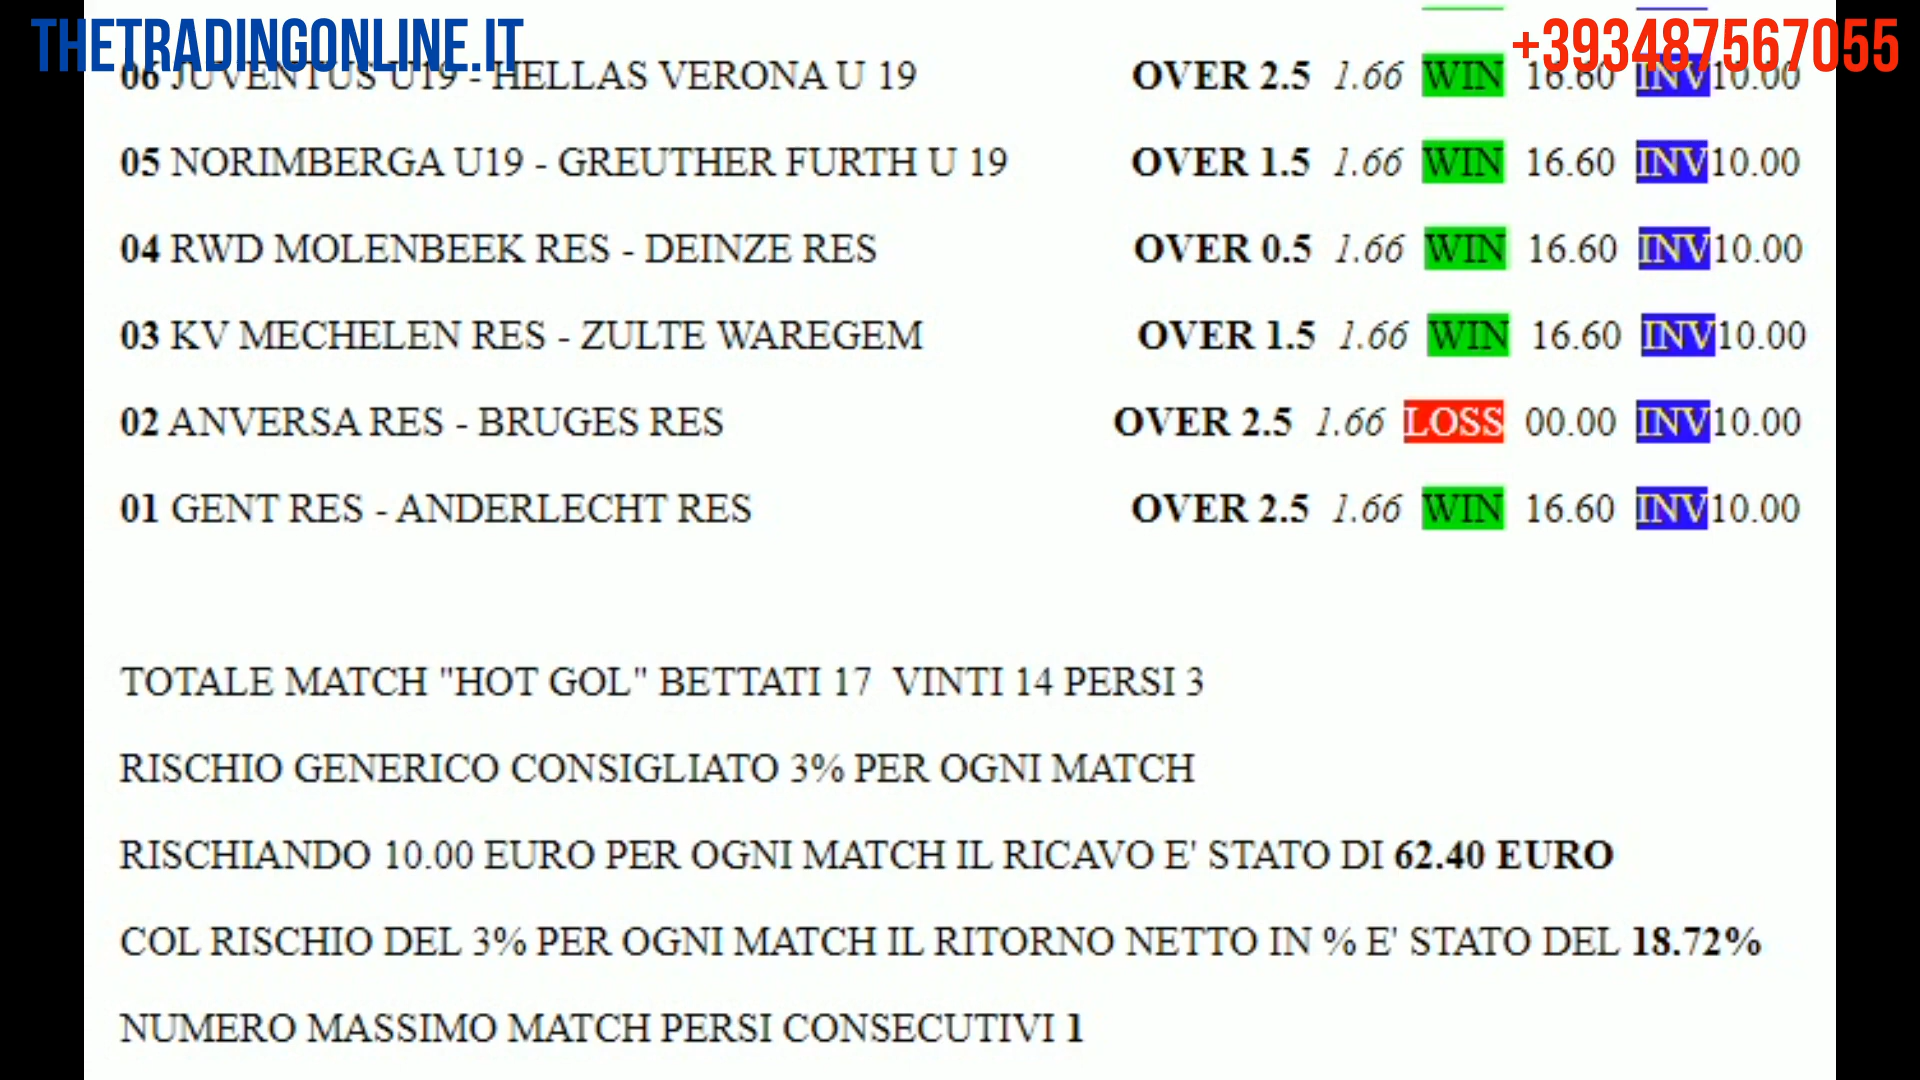 THETRADINGONLINE.IT +393487567055
06 JUVENTUS U19 - HELLAS VERONA U 19 OVER 2.5 1.66 WIN 16.60 INV 10.00
05 NORIMBERGA U19 - GREUTHER FURTH U 19 OVER 1.5 1.66 WIN 16.60 INV 10.00
04 RWD MOLENBEEK RES - DEINZE RES OVER 0.5 1.66 WIN 16.60 INV 10.00
03 KV MECHELEN RES - ZULTE WAREGEM OVER 1.5 1.66 WIN 16.60 INV 10.00
02 ANVERSA RES - BRUGES RES OVER 2.5 1.66 LOSS 00.00 INV 10.00
01 GENT RES - ANDERLECHT RES OVER 2.5 1.66 WIN 16.60 INV 10.00
TOTALE MATCH "HOT GOL" BETTATI 17 VINTI 14 PERSI 3
RISCHIO GENERICO CONSIGLIATO 3% PER OGNI MATCH
RISCHIANDO 10.00 EURO PER OGNI MATCH IL RICAVO E' STATO DI 62.40 EURO
COL RISCHIO DEL 3% PER OGNI MATCH IL RITORNO NETTO IN % E' STATO DEL 18.72%
NUMERO MASSIMO MATCH PERSI CONSECUTIVI 1